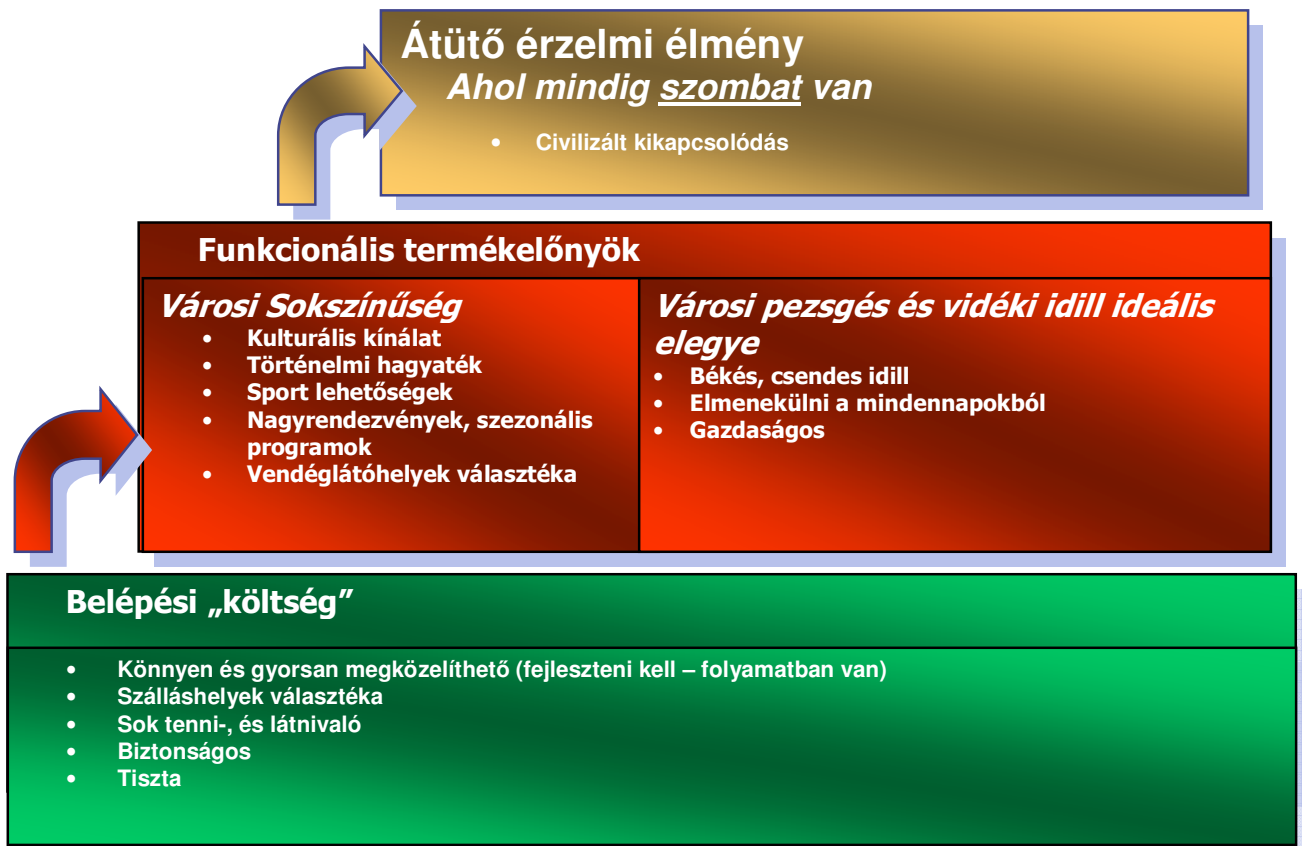 Átütő érzelmi élmény
Ahol mindig szombat van
• Civilizált kikapcsolódás
Funkcionális termékelőnyök
Városi Sokszínűség
• Kulturális kínálat
• Történelmi hagyaték
• Sport lehetőségek
• Nagyrendezvények, szezonális
programok
• Vendéglátóhelyek választéka
Városi pezsgés és vidéki idill ideális
elegye
• Békés, csendes idill
• Elmenekülni a mindennapokból
• Gazdaságos
Belépési „költség”
• Könnyen és gyorsan megközelíthető (fejleszteni kell – folyamatban van)
• Szálláshelyek választéka
• Sok tenni-, és látnivaló
• Biztonságos
• Tiszta